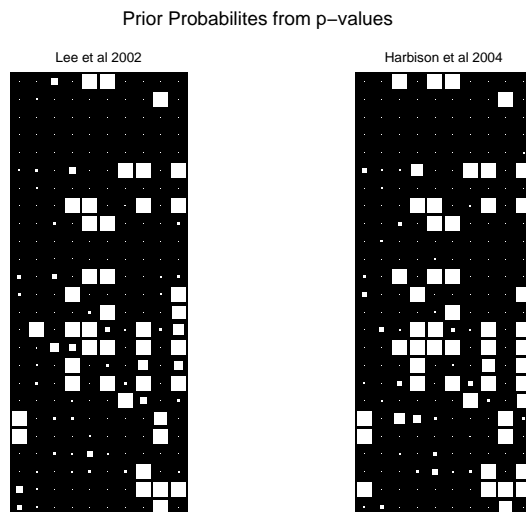 Prior Probabilites from p−values
Lee et al 2002
Harbison et al 2004